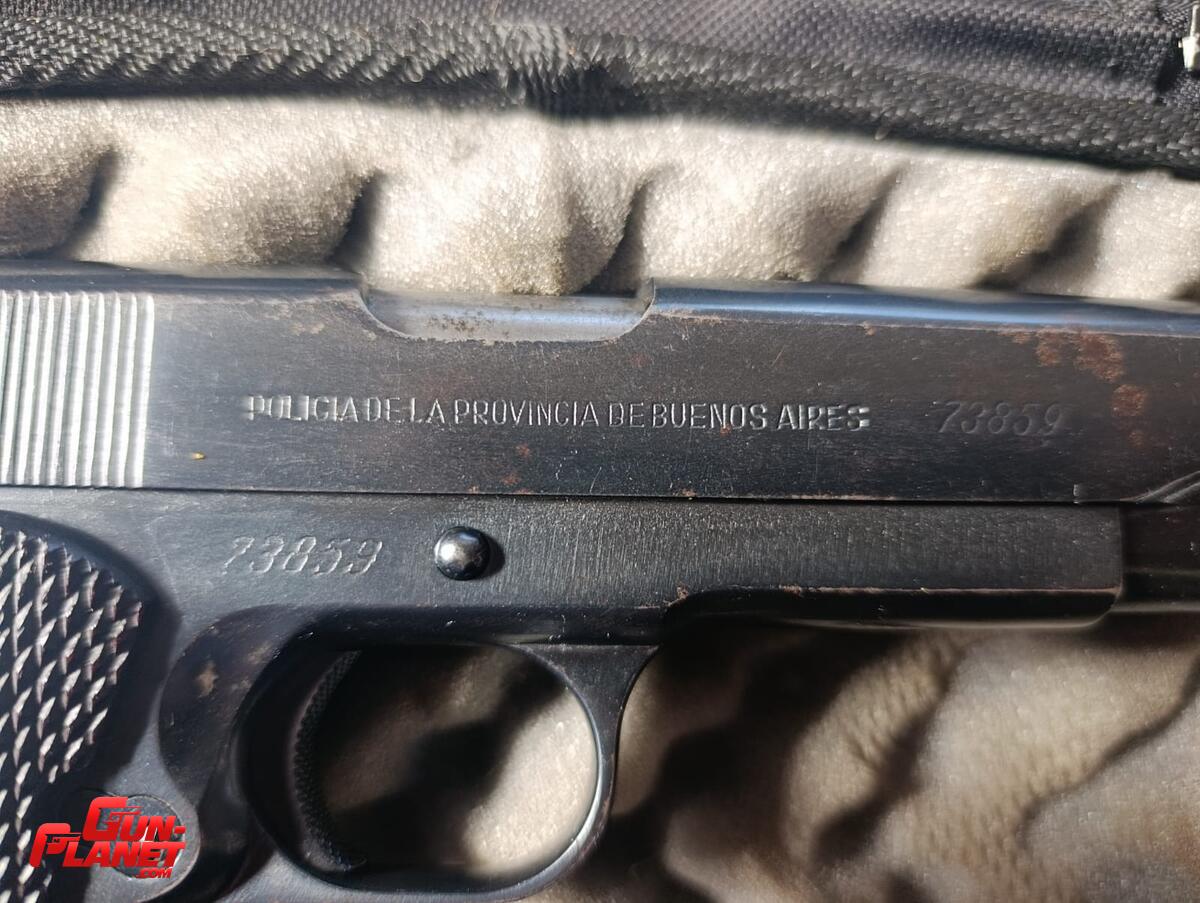 POLICIA DE LA PROVINCIA DE BUENOS AIRES 73859
73859
GUN-
PLANET
.COM